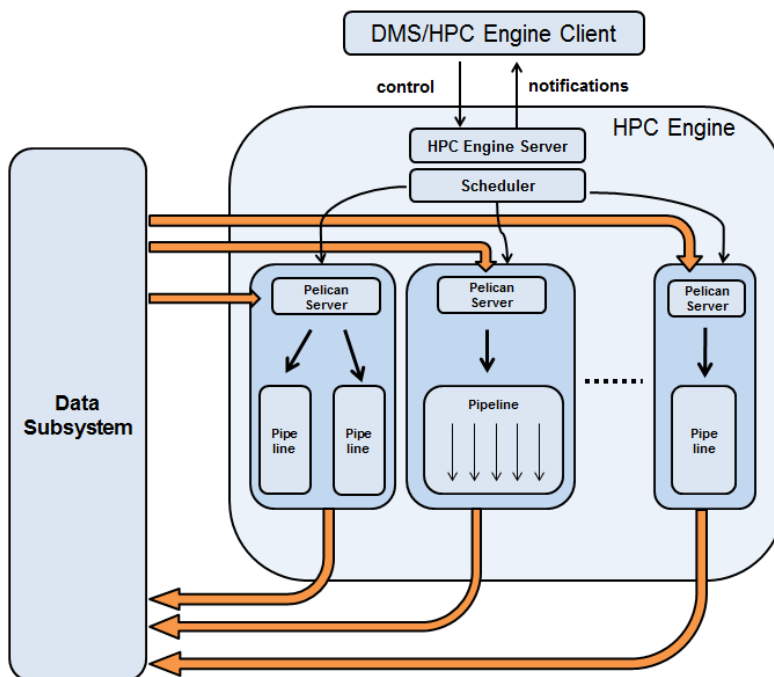 DMS/HPC Engine Client
control
notifications
HPC Engine
HPC Engine Server
Scheduler
Data
Subsystem
Pelican
Server
Pipe
line
Pipe
line
Pelican
Server
Pipeline
Pelican
Server
Pipe
line